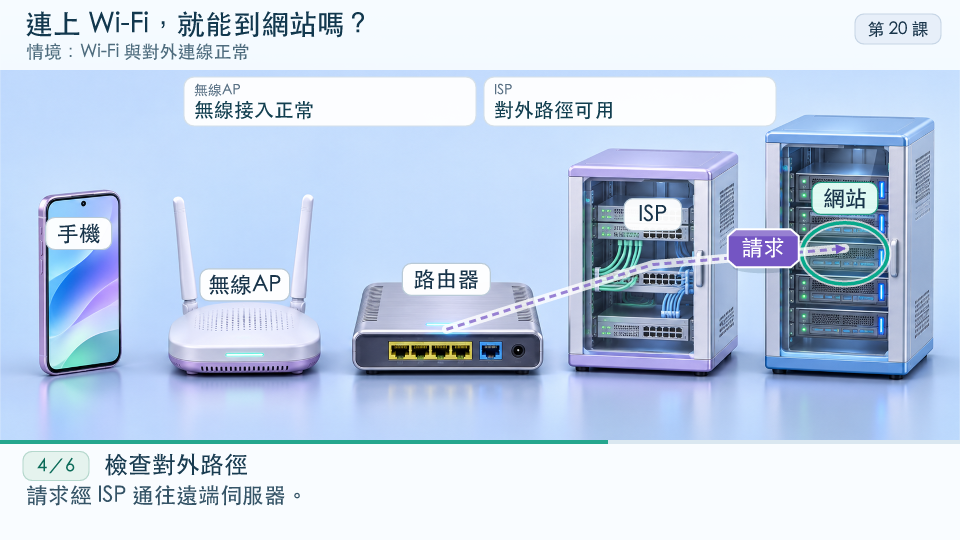 連上 Wi-Fi，就能到網站嗎？
情境：Wi-Fi 與對外連線正常
第 20 課
無線AP
無線接入正常
ISP
對外路徑可用
手機
無線AP
路由器
ISP
請求
網站
4／6 檢查對外路徑
請求經 ISP 通往遠端伺服器。